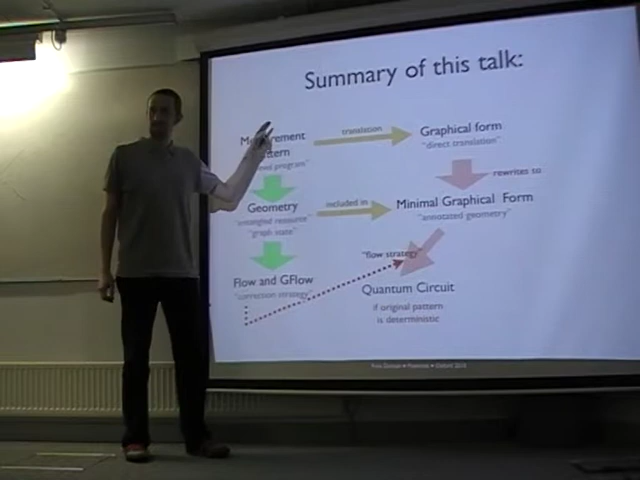 Summary of this talk:
translation
Graphical form
"direct translation"
rewrites to
Geometry
included in
Minimal Graphical Form
"entangled resource"
"graph state"
"annotated geometry"
"flow strategy"
Flow and GFlow
"correction strategy"
Quantum Circuit
if original pattern
is deterministic